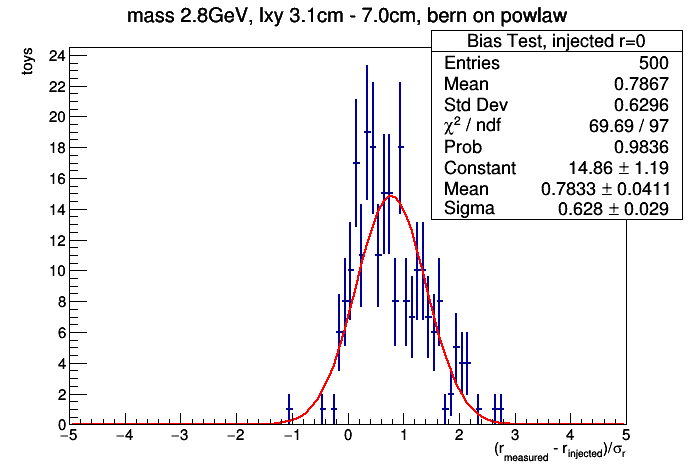 mass 2.8GeV, lxy 3.1cm - 7.0cm, bern on powlaw
toys
Bias Test, injected r=0
Entries 500
Mean 0.7867
Std Dev 0.6296
χ² / ndf 69.69 / 97
Prob 0.9836
Constant 14.86 ± 1.19
Mean 0.7833 ± 0.0411
Sigma 0.628 ± 0.029
24
22
20
18
16
14
12
10
8
6
4
2
0
−5 −4 −3 −2 −1 0 1 2 3 4 5
(r_measured - r_injected)/σ_r